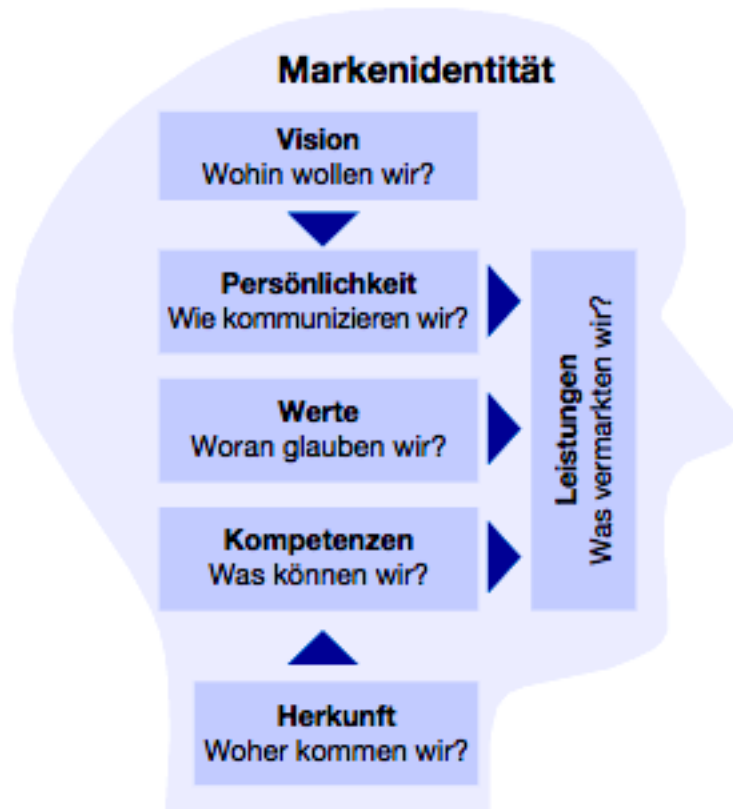 Markenidentität
Vision
Wohin wollen wir?
Persönlichkeit
Wie kommunizieren wir?
Werte
Woran glauben wir?
Kompetenzen
Was können wir?
Leistungen
Was vermarkten wir?
Herkunft
Woher kommen wir?